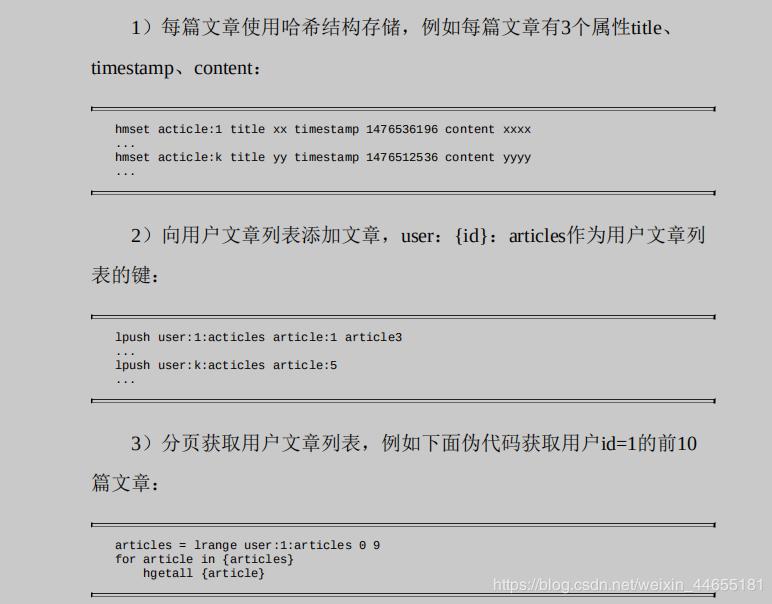 1）每篇文章使用哈希结构存储，例如每篇文章有3个属性title、
timestamp、content：
hmset acticle:1 title xx timestamp 1476536196 content xxxx
...
hmset acticle:k title yy timestamp 1476512536 content yyyy
...
2）向用户文章列表添加文章，user：{id}：articles作为用户文章列
表的键：
lpush user:1:acticles article:1 article3
...
lpush user:k:acticles article:5
...
3）分页获取用户文章列表，例如下面伪代码获取用户id=1的前10
篇文章：
articles = lrange user:1:articles 0 9
for article in {articles}
    hgetall {article}
https://blog.csdn.net/weixin_44655181